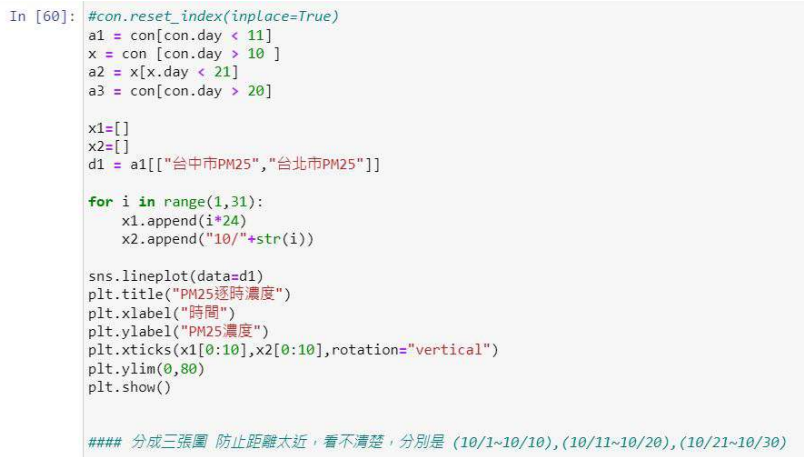 In [60]: #con.reset_index(inplace=True)
a1 = con[con.day < 11]
x = con [con.day > 10 ]
a2 = x[x.day < 21]
a3 = con[con.day > 20]
x1=[]
x2=[]
d1 = a1[["台中市PM25","台北市PM25"]]
for i in range(1,31):
    x1.append(i*24)
    x2.append("10/"+str(i))
sns.lineplot(data=d1)
plt.title("PM25逐時濃度")
plt.xlabel("時間")
plt.ylabel("PM25濃度")
plt.xticks(x1[0:10],x2[0:10],rotation="vertical")
plt.ylim(0,80)
plt.show()
#### 分成三張圖 防止距離太近，看不清楚，分別是 (10/1~10/10),(10/11~10/20),(10/21~10/30)